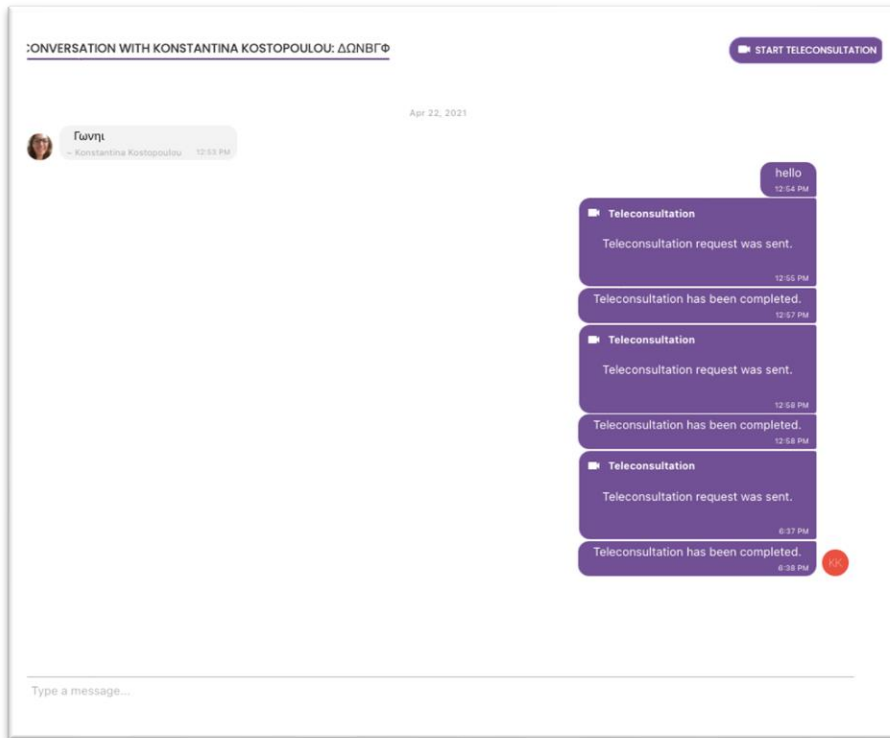 :ONVERSATION WITH KONSTANTINA KOSTOPOULOU: ΔΩΝΒΓΦ
START TELECONSULTATION
Apr 22, 2021
Γωνηι
~ Konstantina Kostopoulou 12:53 PM
hello
12:54 PM
Teleconsultation
Teleconsultation request was sent.
12:55 PM
Teleconsultation has been completed.
12:57 PM
Teleconsultation
Teleconsultation request was sent.
12:58 PM
Teleconsultation has been completed.
12:58 PM
Teleconsultation
Teleconsultation request was sent.
6:37 PM
Teleconsultation has been completed.
6:38 PM
KK
Type a message...